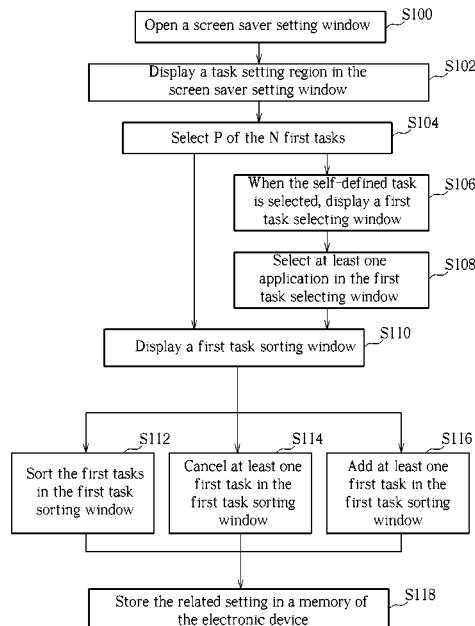 S100
Open a screen saver setting window
S102
Display a task setting region in the
screen saver setting window
S104
Select P of the N first tasks
S106
When the self-defined task
is selected, display a first
task selecting window
S108
Select at least one
application in the first
task selecting window
S110
Display a first task sorting window
S112
Sort the first tasks
in the first task
sorting window
S114
Cancel at least one
first task in the
first task sorting
window
S116
Add at least one
first task in the
first task sorting
window
S118
Store the related setting in a memory of
the electronic device